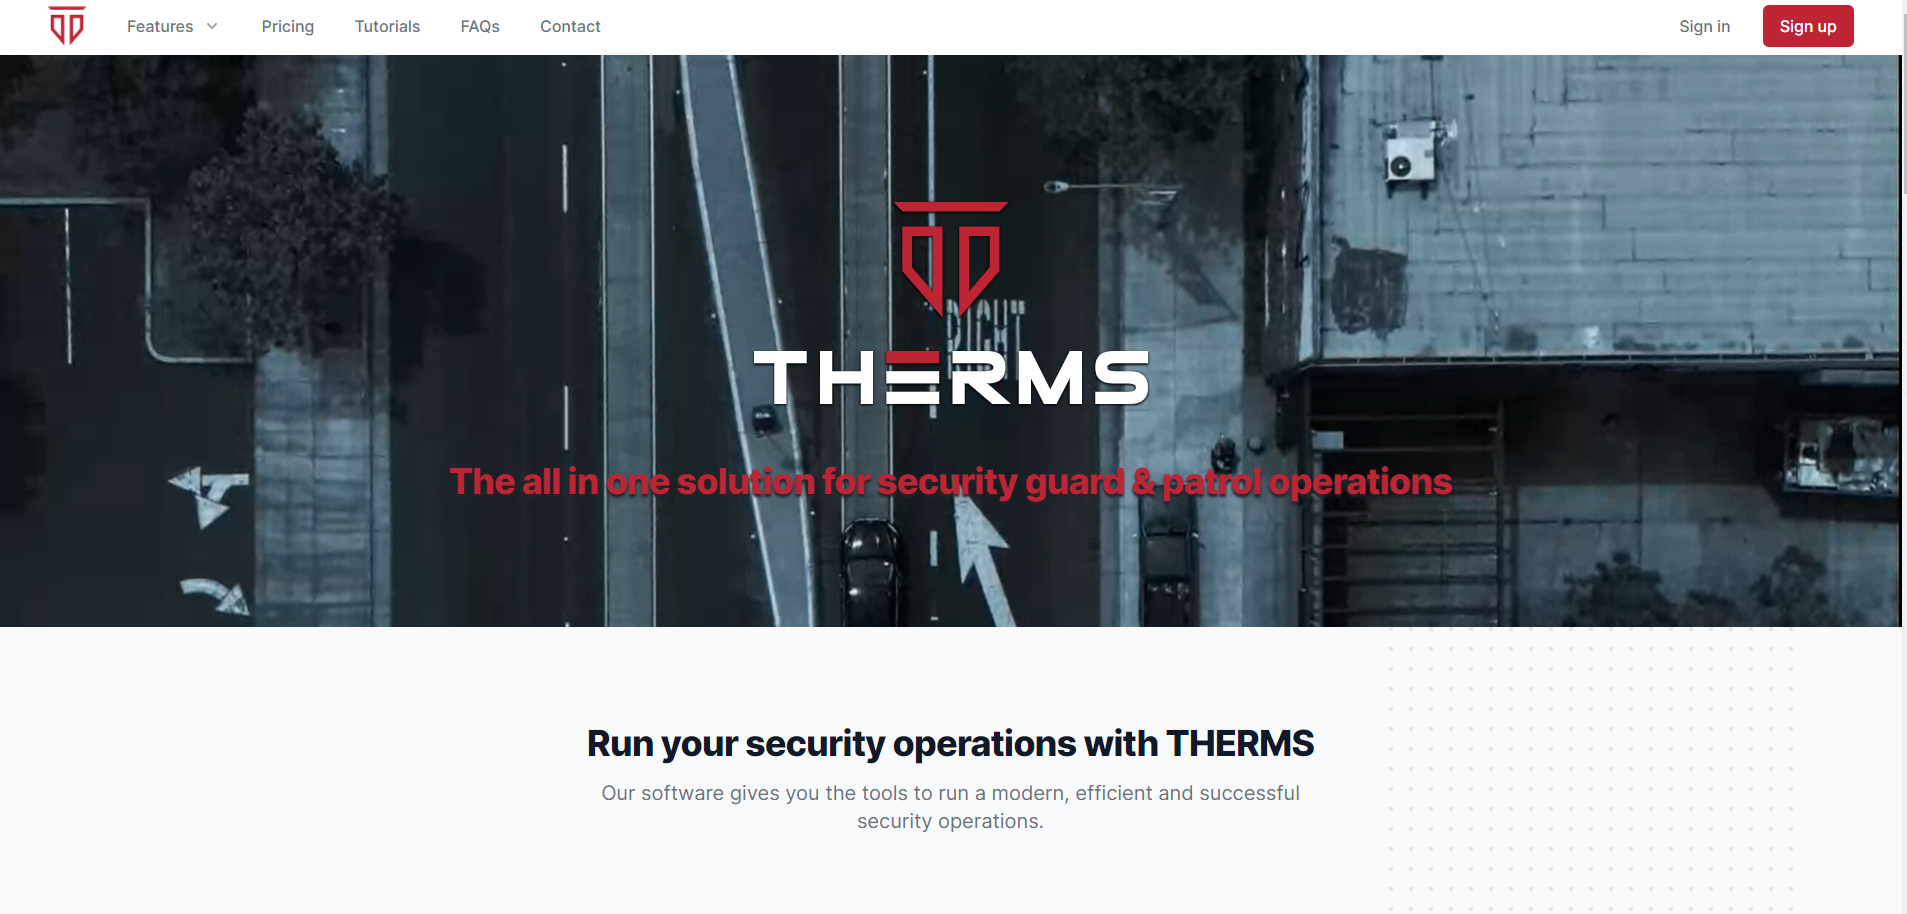 Features
Pricing
Tutorials
FAQs
Contact
Sign in
Sign up
THERMS
The all in one solution for security guard & patrol operations
Run your security operations with THERMS
Our software gives you the tools to run a modern, efficient and successful
security operations.